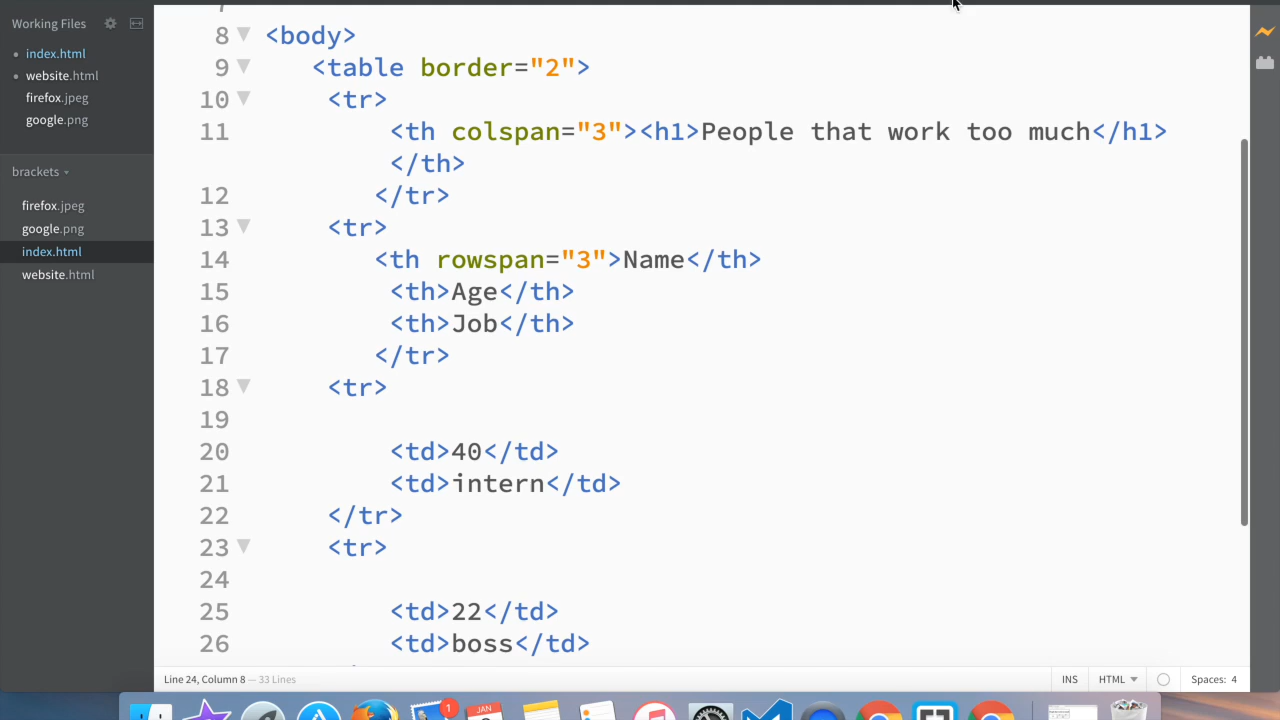 Working Files
index.html
website.html
firefox.jpeg
google.png
brackets
firefox.jpeg
google.png
index.html
website.html
8 <body>
9 <table border="2">
10 <tr>
11 <th colspan="3"><h1>People that work too much</h1>
</th>
12 </tr>
13 <tr>
14 <th rowspan="3">Name</th>
15 <th>Age</th>
16 <th>Job</th>
17 </tr>
18 <tr>
19
20 <td>40</td>
21 <td>intern</td>
22 </tr>
23 <tr>
24
25 <td>22</td>
26 <td>boss</td>
Line 24, Column 8 — 33 Lines
INS
HTML
Spaces: 4
1
JAN